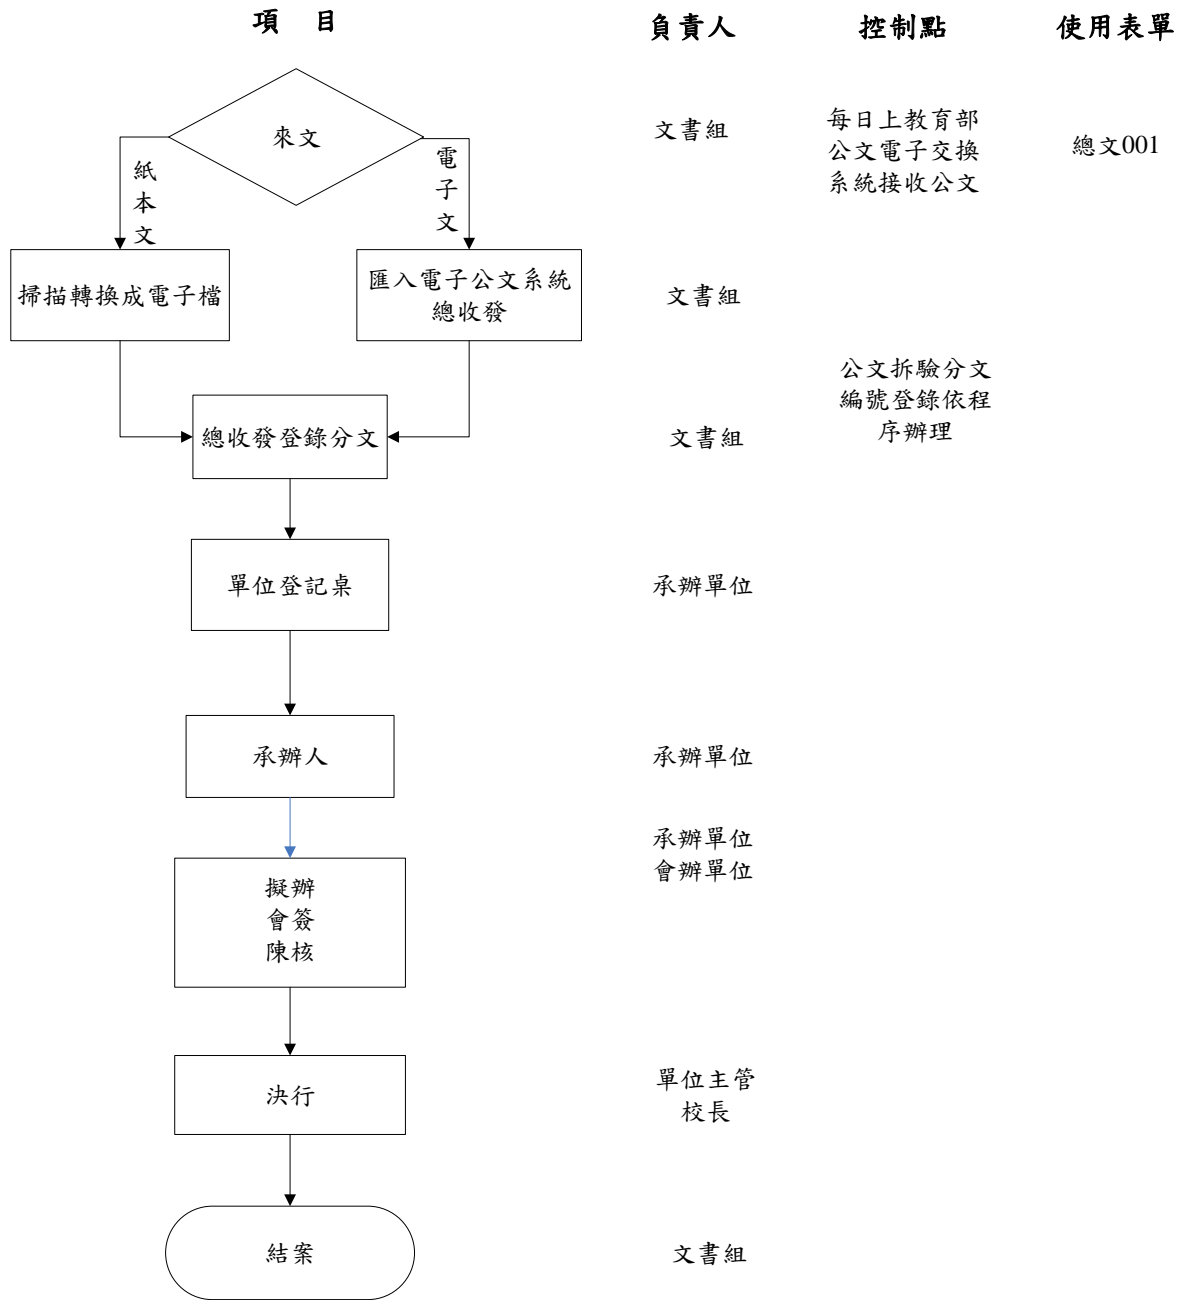 項 目
負責人
控制點
使用表單
來文
紙本文
電子文
文書組
每日上教育部
公文電子交換
系統接收公文
總文001
掃描轉換成電子檔
匯入電子公文系統
總收發
文書組
公文拆驗分文
編號登錄依程
序辦理
總收發登錄分文
文書組
單位登記桌
承辦單位
承辦人
承辦單位
承辦單位
會辦單位
擬辦
會簽
陳核
決行
單位主管
校長
結案
文書組